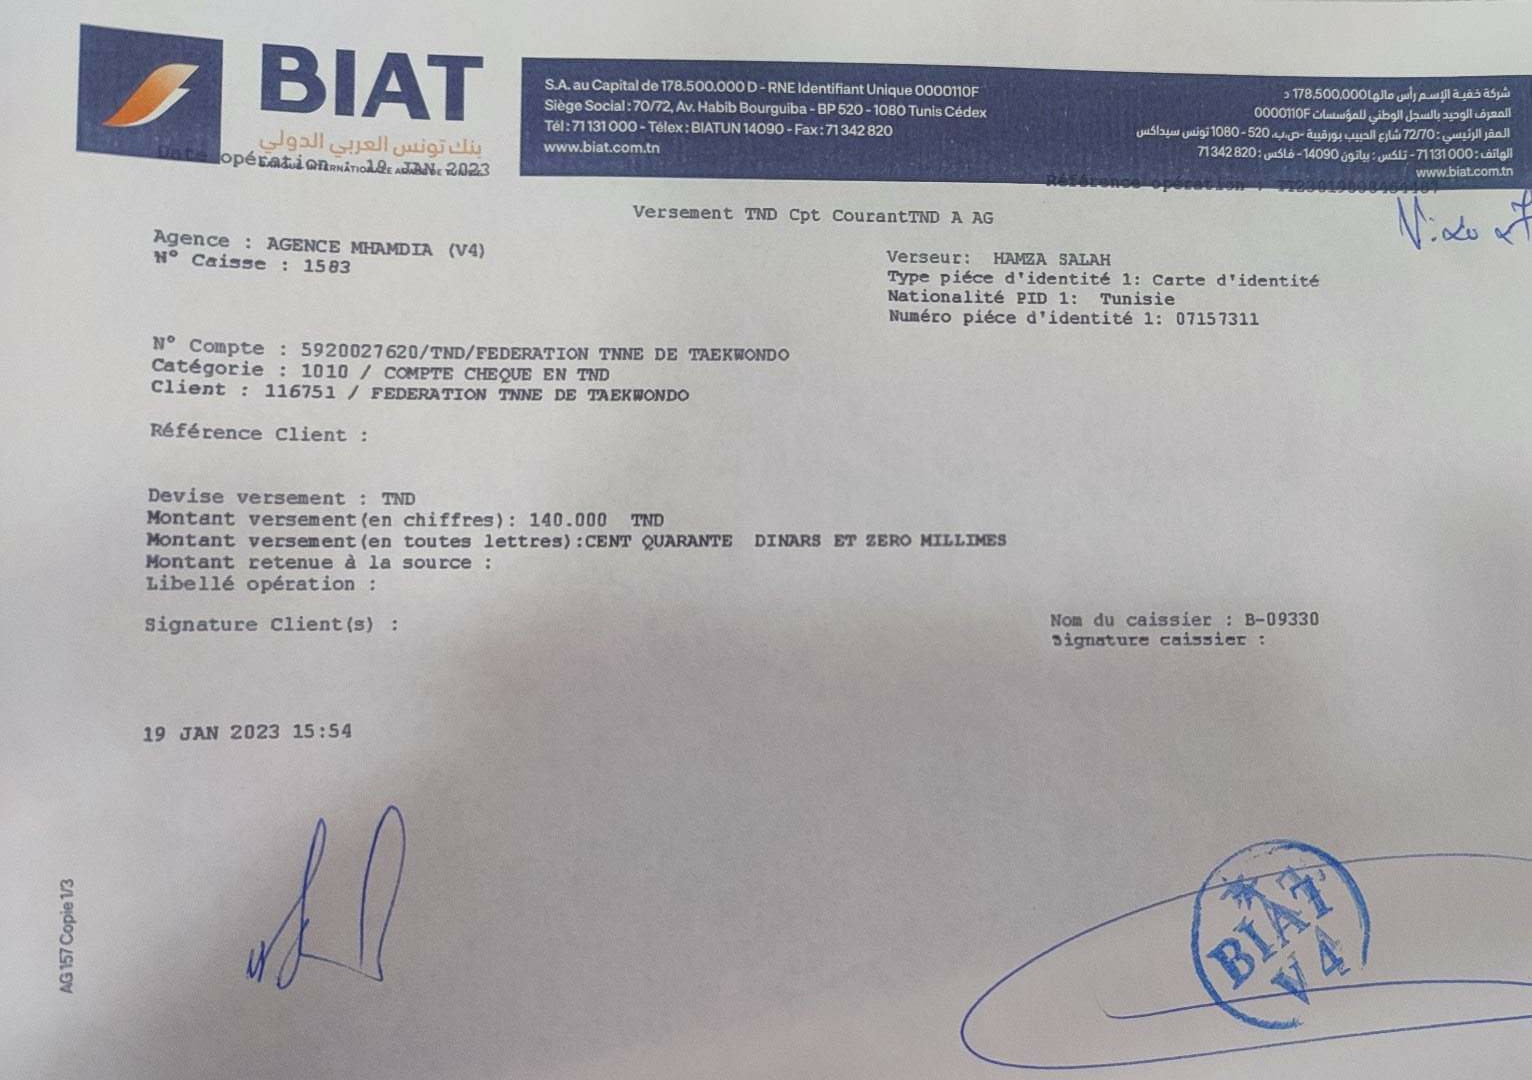 BIAT
بنك تونس العربي الدولي
S.A. au Capital de 178.500.000 D - RNE Identifiant Unique 0000110F
Siège Social : 70/72, Av. Habib Bourguiba - BP 520 - 1080 Tunis Cédex
Tél : 71 131 000 - Télex : BIATUN 14090 - Fax : 71 342 820
www.biat.com.tn
شركة خفية الإسم رأس مالها 178.500.000 د
المعرف الوحيد بالسجل الوطني للمؤسسات 0000110F
المقر الرئيسي : 72/70 شارع الحبيب بورقيبة -ص.ب. 520 - 1080 تونس سيداكس
الهاتف : 71131000 - تلكس : بياتون 14090 - فاكس : 71342820
www.biat.com.tn
Date opération : 19 JAN 2023
Référence opération :
Versement TND Cpt CourantTND A AG
Agence : AGENCE MHAMDIA (V4)
N° Caisse : 1583
Verseur: HAMZA SALAH
Type piéce d'identité 1: Carte d'identité
Nationalité PID 1: Tunisie
Numéro piéce d'identité 1: 07157311
N° Compte : 5920027620/TND/FEDERATION TNNE DE TAEKWONDO
Catégorie : 1010 / COMPTE CHEQUE EN TND
Client : 116751 / FEDERATION TNNE DE TAEKWONDO
Référence Client :
Devise versement : TND
Montant versement(en chiffres): 140.000 TND
Montant versement(en toutes lettres):CENT QUARANTE DINARS ET ZERO MILLIMES
Montant retenue à la source :
Libellé opération :
Signature Client(s) :
Nom du caissier : B-09330
Signature caissier :
19 JAN 2023 15:54
AG 157 Copie 1/3
BIAT
V4